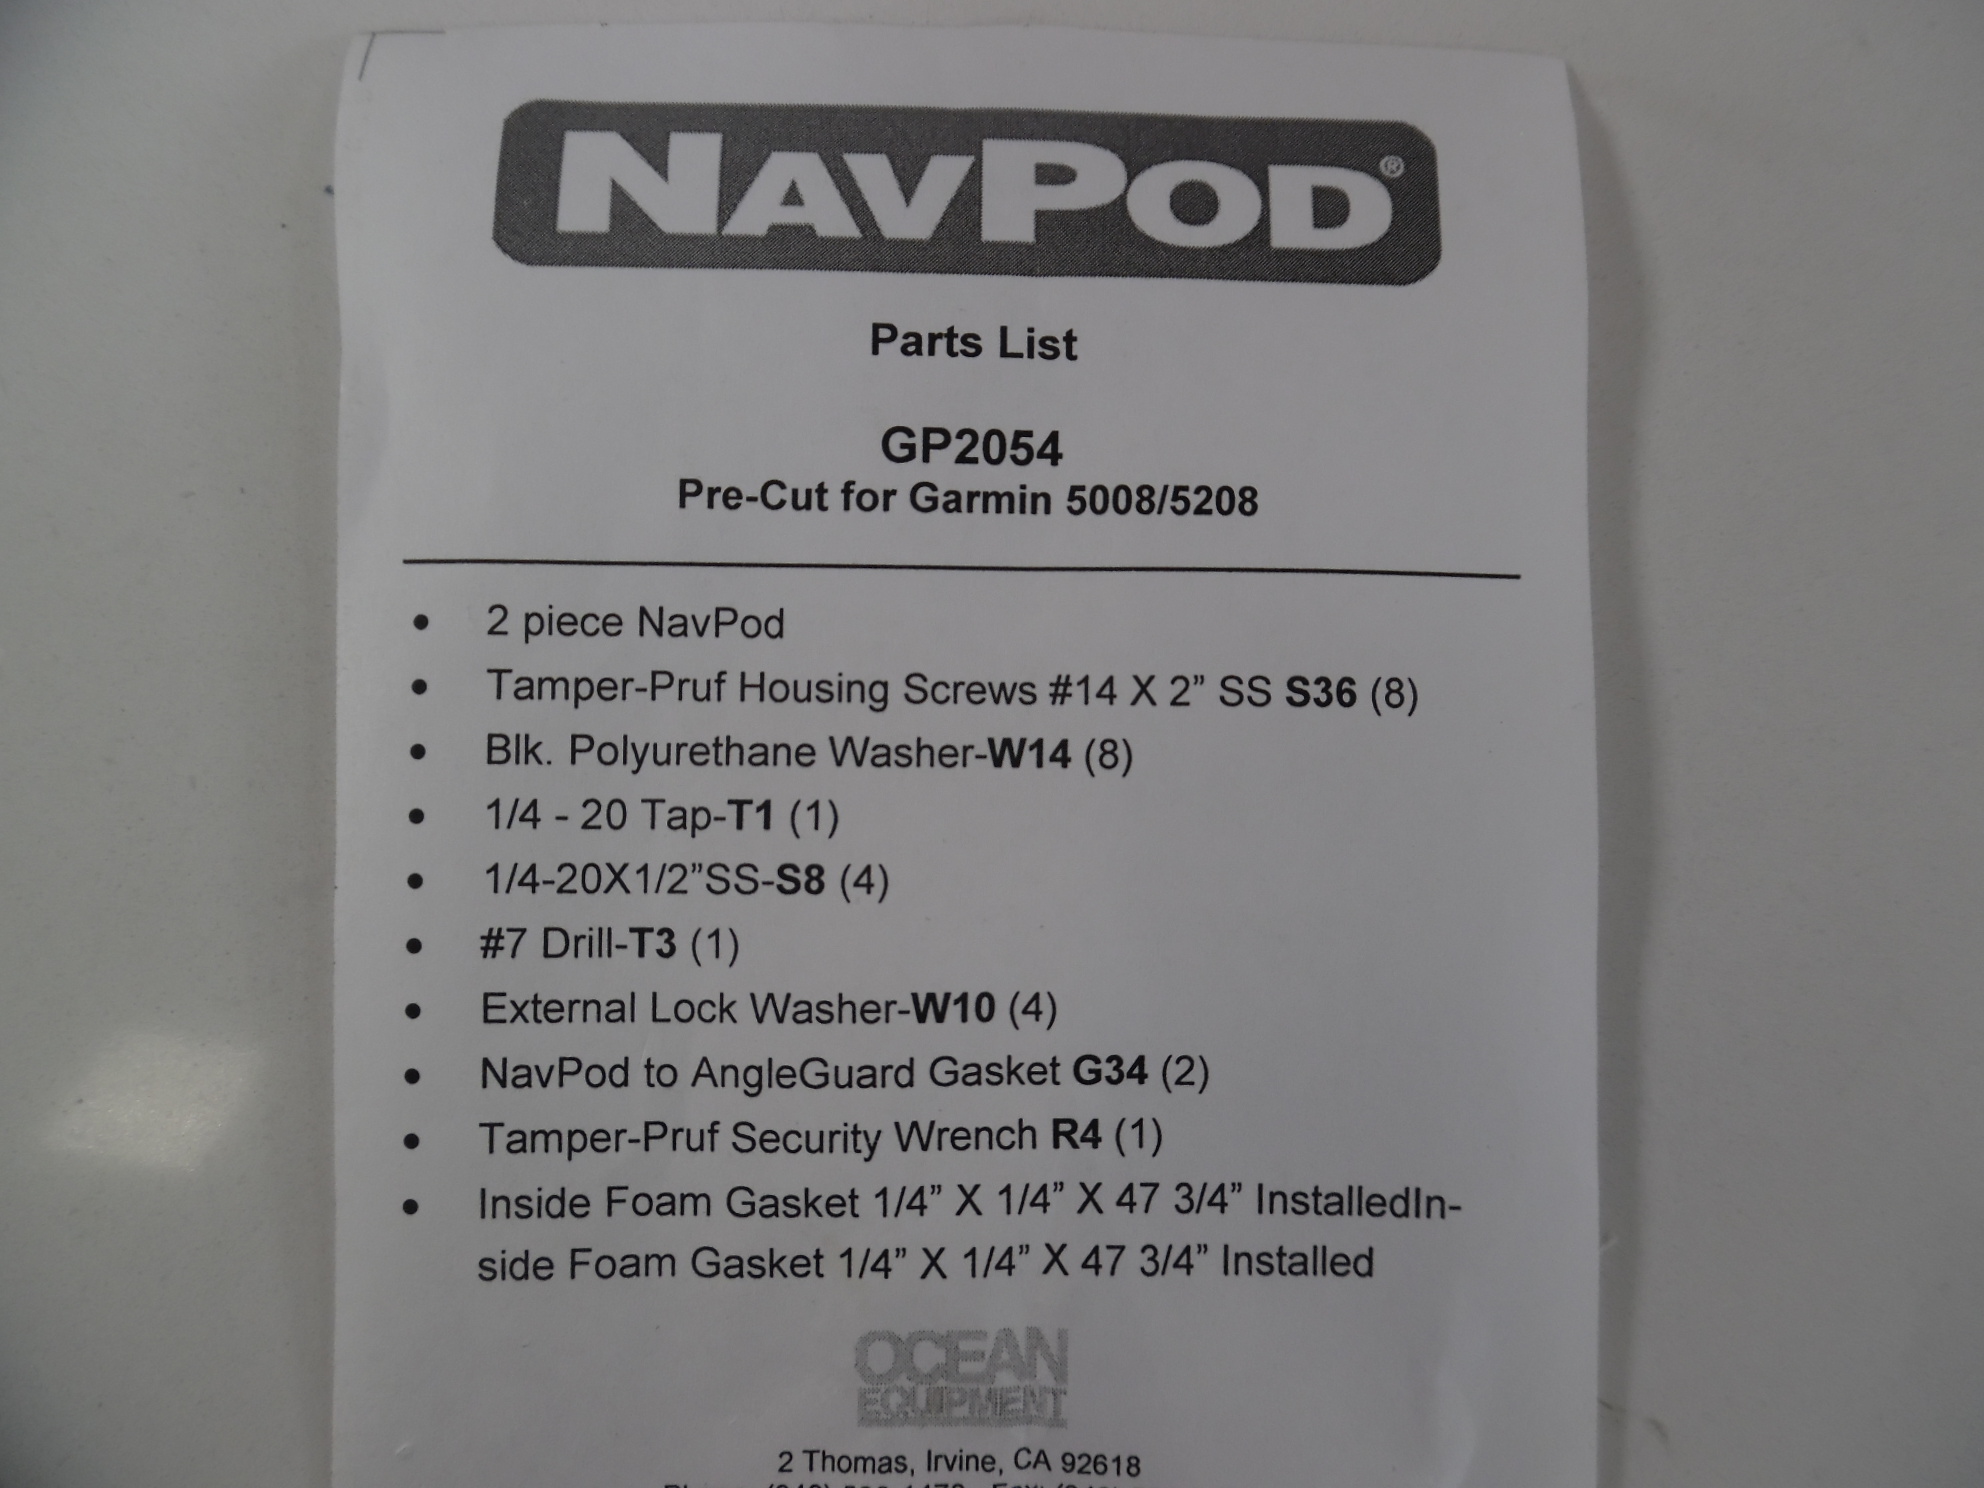 NAVPOD®
Parts List
GP2054
Pre-Cut for Garmin 5008/5208
• 2 piece NavPod
• Tamper-Pruf Housing Screws #14 X 2” SS S36 (8)
• Blk. Polyurethane Washer-W14 (8)
• 1/4 - 20 Tap-T1 (1)
• 1/4-20X1/2”SS-S8 (4)
• #7 Drill-T3 (1)
• External Lock Washer-W10 (4)
• NavPod to AngleGuard Gasket G34 (2)
• Tamper-Pruf Security Wrench R4 (1)
• Inside Foam Gasket 1/4” X 1/4” X 47 3/4” InstalledIn-
side Foam Gasket 1/4” X 1/4” X 47 3/4” Installed
OCEAN
EQUIPMENT
2 Thomas, Irvine, CA 92618